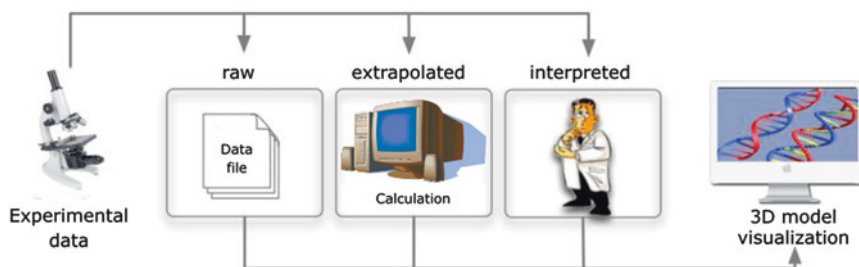 raw
extrapolated
interpreted
Data
file
Calculation
Experimental
data
3D model
visualization